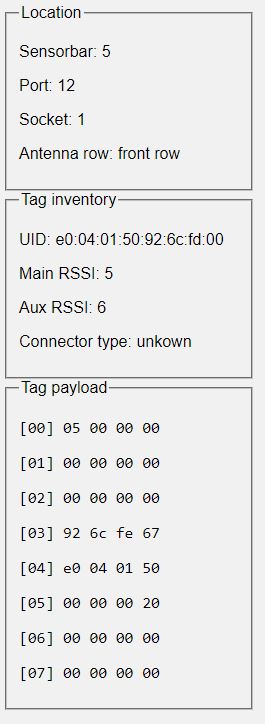 Location
Sensorbar: 5
Port: 12
Socket: 1
Antenna row: front row
Tag inventory
UID: e0:04:01:50:92:6c:fd:00
Main RSSI: 5
Aux RSSI: 6
Connector type: unkown
Tag payload
[00] 05 00 00 00
[01] 00 00 00 00
[02] 00 00 00 00
[03] 92 6c fe 67
[04] e0 04 01 50
[05] 00 00 00 20
[06] 00 00 00 00
[07] 00 00 00 00